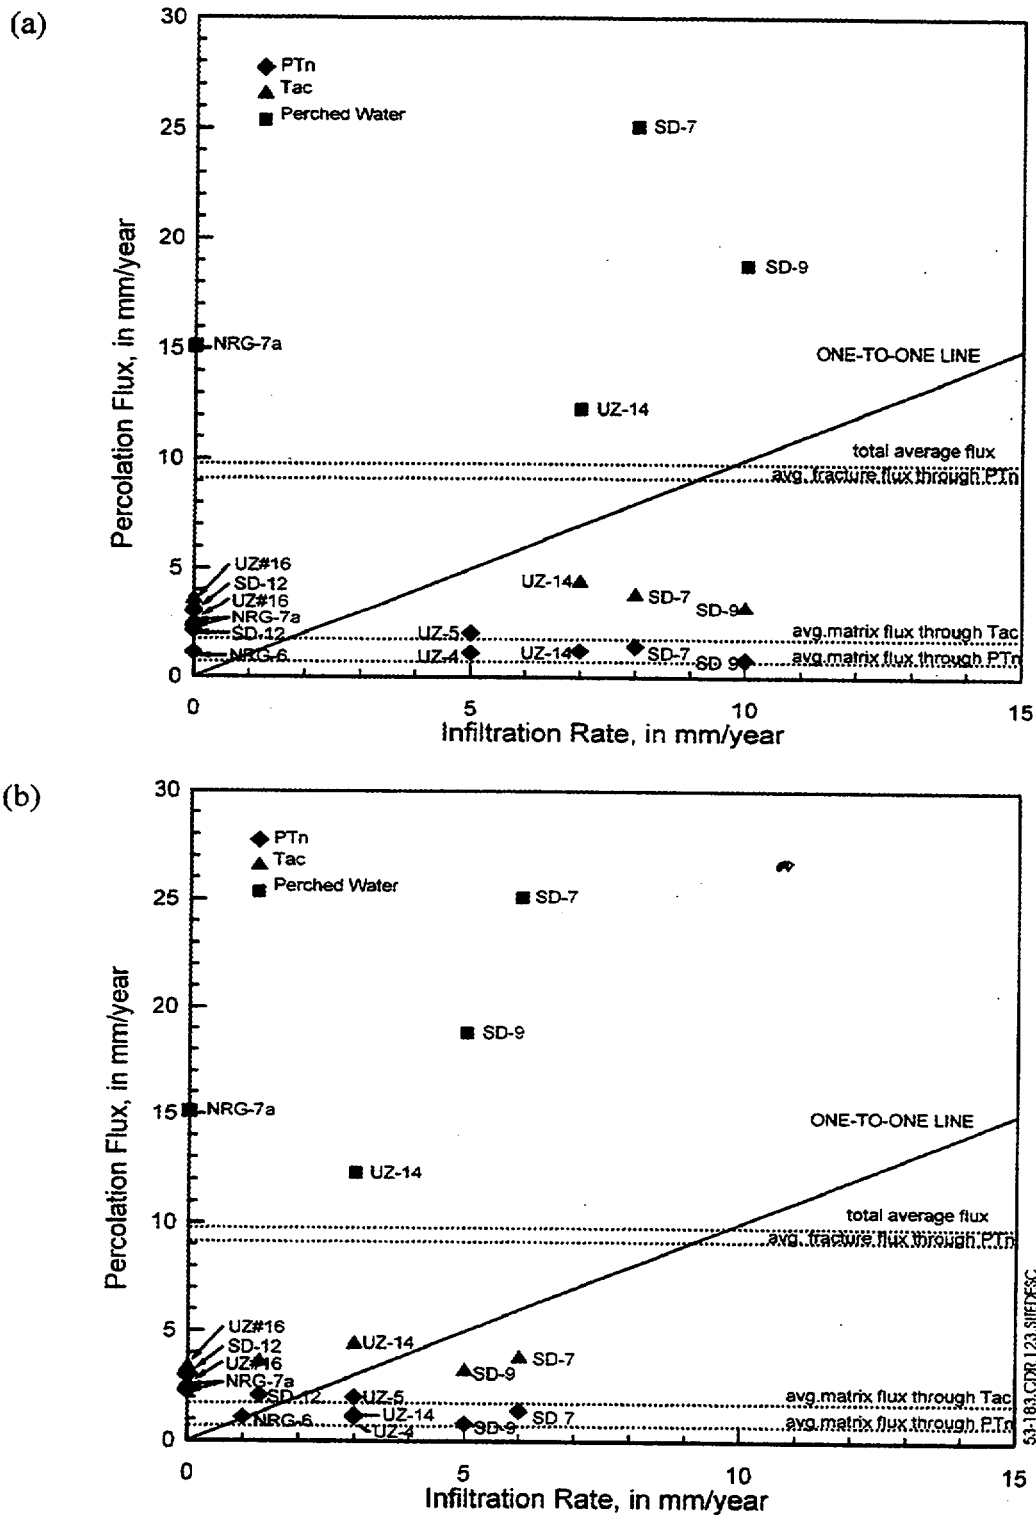 (a)
30
25
20
15
10
5
0
Percolation Flux, in mm/year
PTn
Tac
Perched Water
SD-7
SD-9
NRG-7a
ONE-TO-ONE LINE
UZ-14
total average flux
avg. fracture flux through PTn
UZ#16
SD-12
UZ#16
NRG-7a
SD-12
NRG-6
UZ-14
SD-7
SD-9
UZ-5
avg.matrix flux through Tac
UZ-4
UZ-14
SD-7
SD-9
avg.matrix flux through PTn
0 5 10 15
Infiltration Rate, in mm/year
(b)
30
25
20
15
10
5
0
Percolation Flux, in mm/year
PTn
Tac
Perched Water
SD-7
SD-9
NRG-7a
ONE-TO-ONE LINE
UZ-14
total average flux
avg. fracture flux through PTn
UZ#16
SD-12
UZ#16
NRG-7a
SD-12
NRG-6
UZ-14
SD-9
SD-7
UZ-5
avg.matrix flux through Tac
UZ-14
UZ-4
SD-9
SD-7
avg.matrix flux through PTn
0 5 10 15
Infiltration Rate, in mm/year